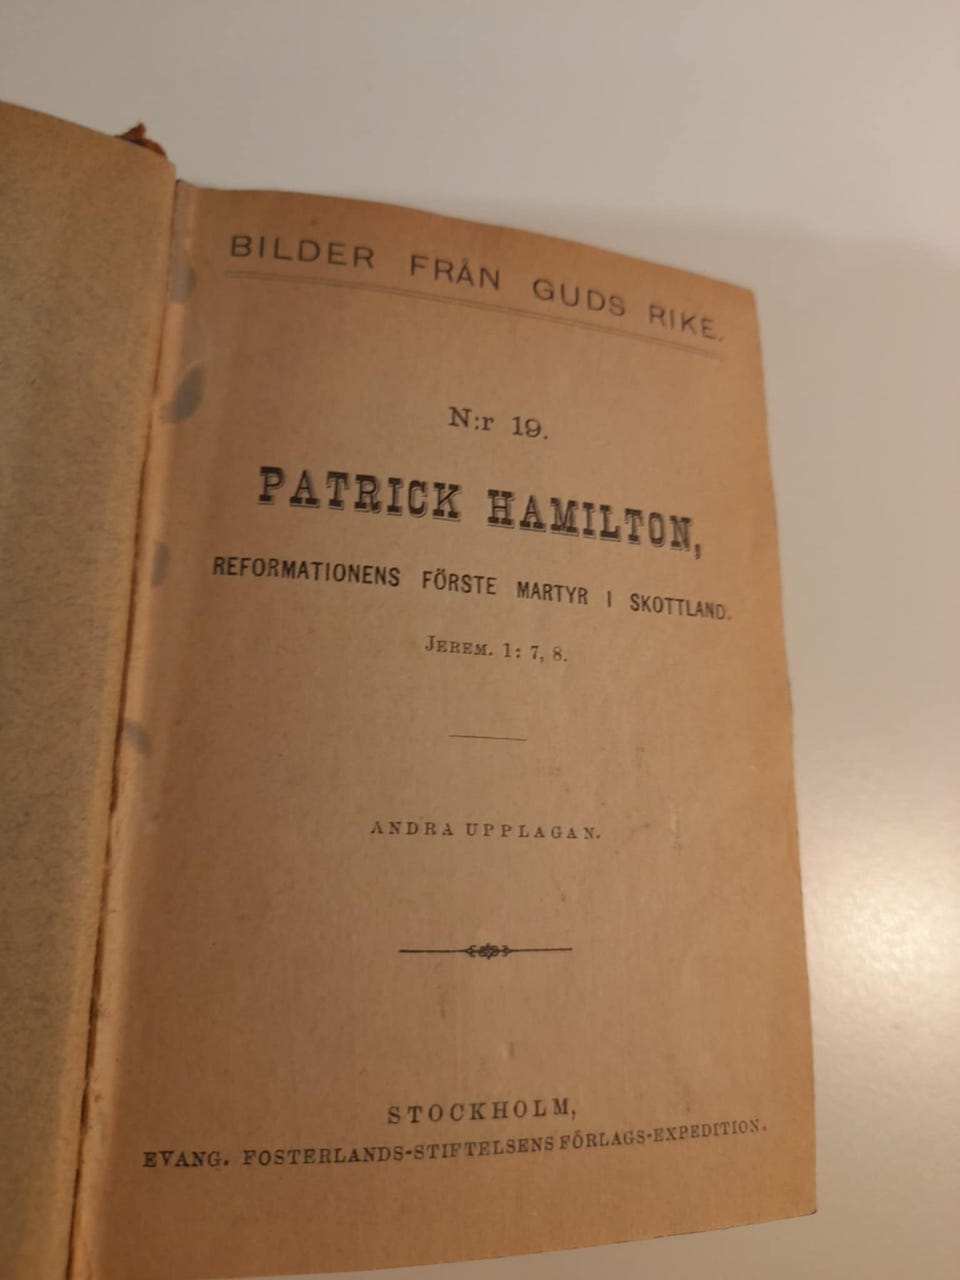 BILDER FRÅN GUDS RIKE.
N:r 19.
PATRICK HAMILTON,
REFORMATIONENS FÖRSTE MARTYR I SKOTTLAND.
JEREM. 1: 7, 8.
ANDRA UPPLAGAN.
STOCKHOLM,
EVANG. FOSTERLANDS-STIFTELSENS FÖRLAGS-EXPEDITION.